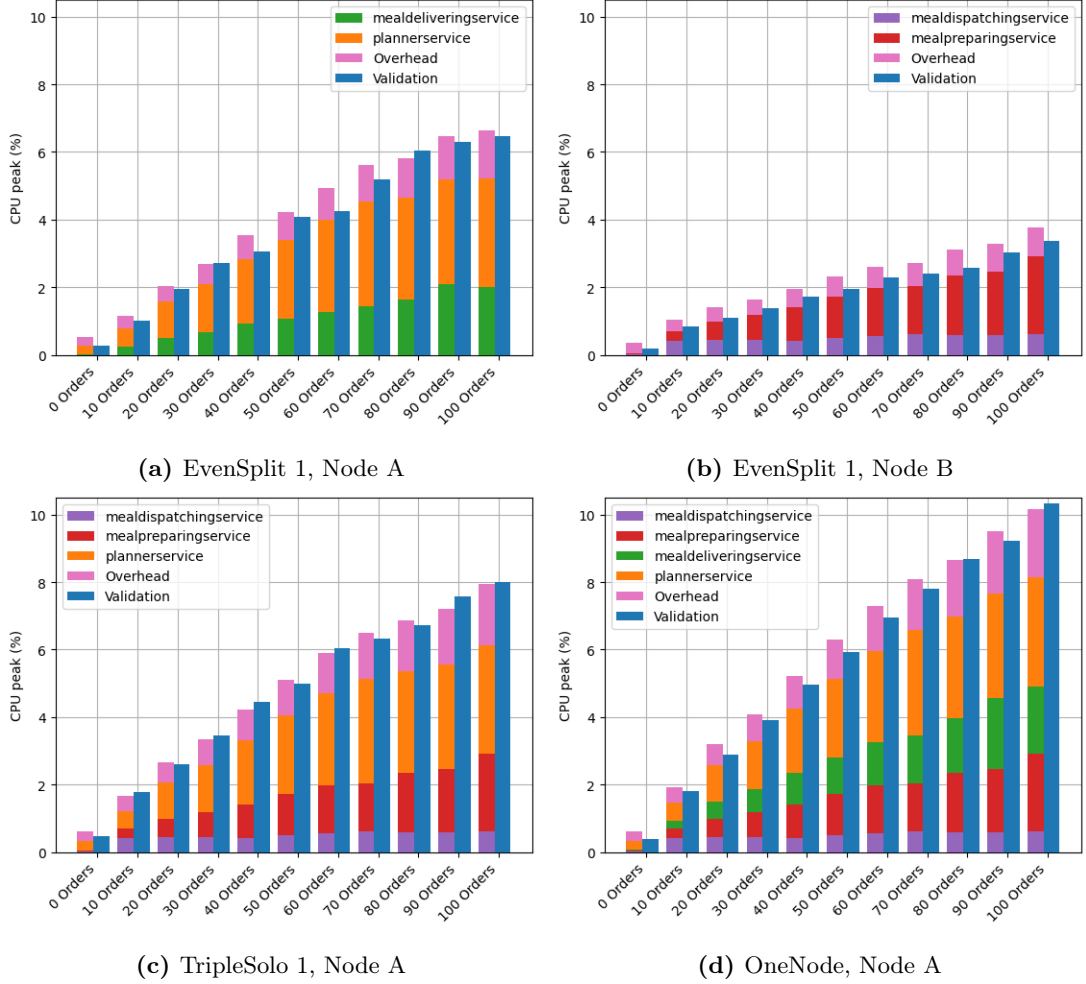 10
8
6
4
2
0
CPU peak (%)
mealdeliveringservice
plannerservice
Overhead
Validation
0 Orders
10 Orders
20 Orders
30 Orders
40 Orders
50 Orders
60 Orders
70 Orders
80 Orders
90 Orders
100 Orders
(a) EvenSplit 1, Node A
10
8
6
4
2
0
CPU peak (%)
mealdispatchingservice
mealpreparingservice
Overhead
Validation
0 Orders
10 Orders
20 Orders
30 Orders
40 Orders
50 Orders
60 Orders
70 Orders
80 Orders
90 Orders
100 Orders
(b) EvenSplit 1, Node B
10
8
6
4
2
0
CPU peak (%)
mealdispatchingservice
mealpreparingservice
plannerservice
Overhead
Validation
0 Orders
10 Orders
20 Orders
30 Orders
40 Orders
50 Orders
60 Orders
70 Orders
80 Orders
90 Orders
100 Orders
(c) TripleSolo 1, Node A
10
8
6
4
2
0
CPU peak (%)
mealdispatchingservice
mealpreparingservice
mealdeliveringservice
plannerservice
Overhead
Validation
0 Orders
10 Orders
20 Orders
30 Orders
40 Orders
50 Orders
60 Orders
70 Orders
80 Orders
90 Orders
100 Orders
(d) OneNode, Node A